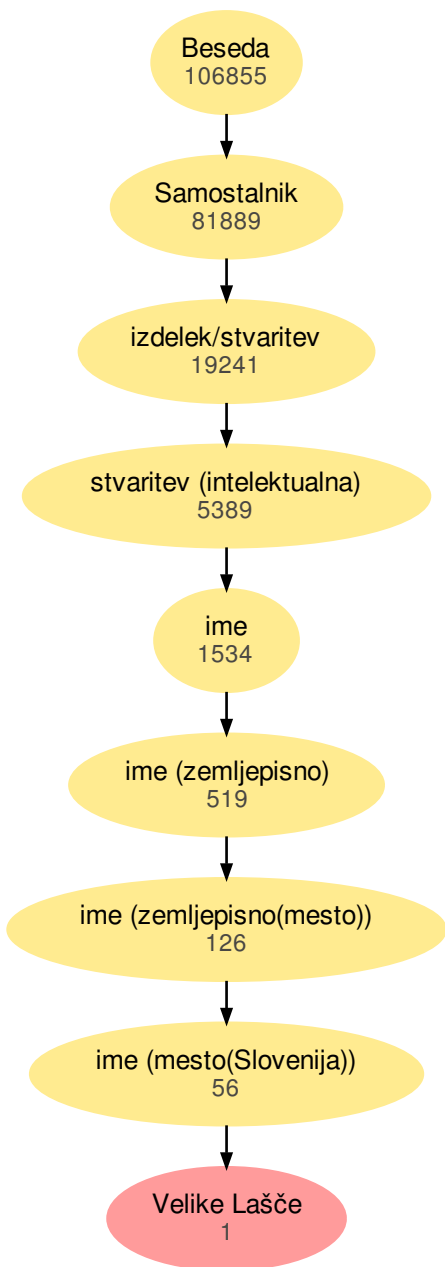 Beseda
106855
Samostalnik
81889
izdelek/stvaritev
19241
stvaritev (intelektualna)
5389
ime
1534
ime (zemljepisno)
519
ime (zemljepisno(mesto))
126
ime (mesto(Slovenija))
56
Velike Lašče
1